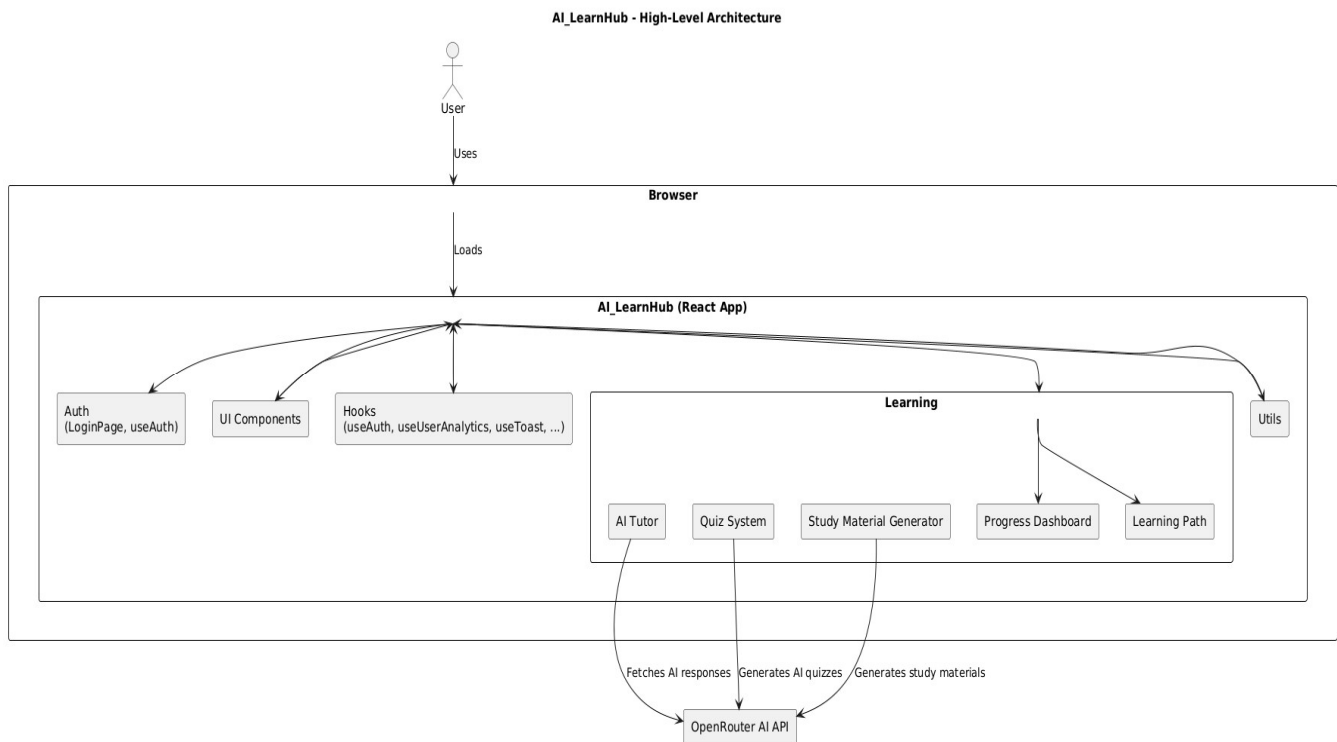 AI_LearnHub - High-Level Architecture
User
Uses
Browser
Loads
AI_LearnHub (React App)
Auth
(LoginPage, useAuth)
UI Components
Hooks
(useAuth, useUserAnalytics, useToast, ...)
Learning
Utils
AI Tutor
Quiz System
Study Material Generator
Progress Dashboard
Learning Path
Fetches AI responses
Generates AI quizzes
Generates study materials
OpenRouter AI API